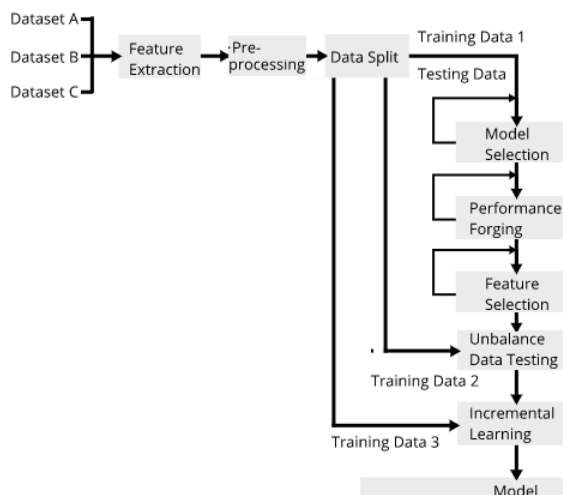 Dataset A
Dataset B
Dataset C
Feature
Extraction
Pre-
processing
Data Split
Training Data 1
Testing Data
Model
Selection
Performance
Forging
Feature
Selection
Unbalance
Data Testing
Training Data 2
Incremental
Learning
Training Data 3
Model